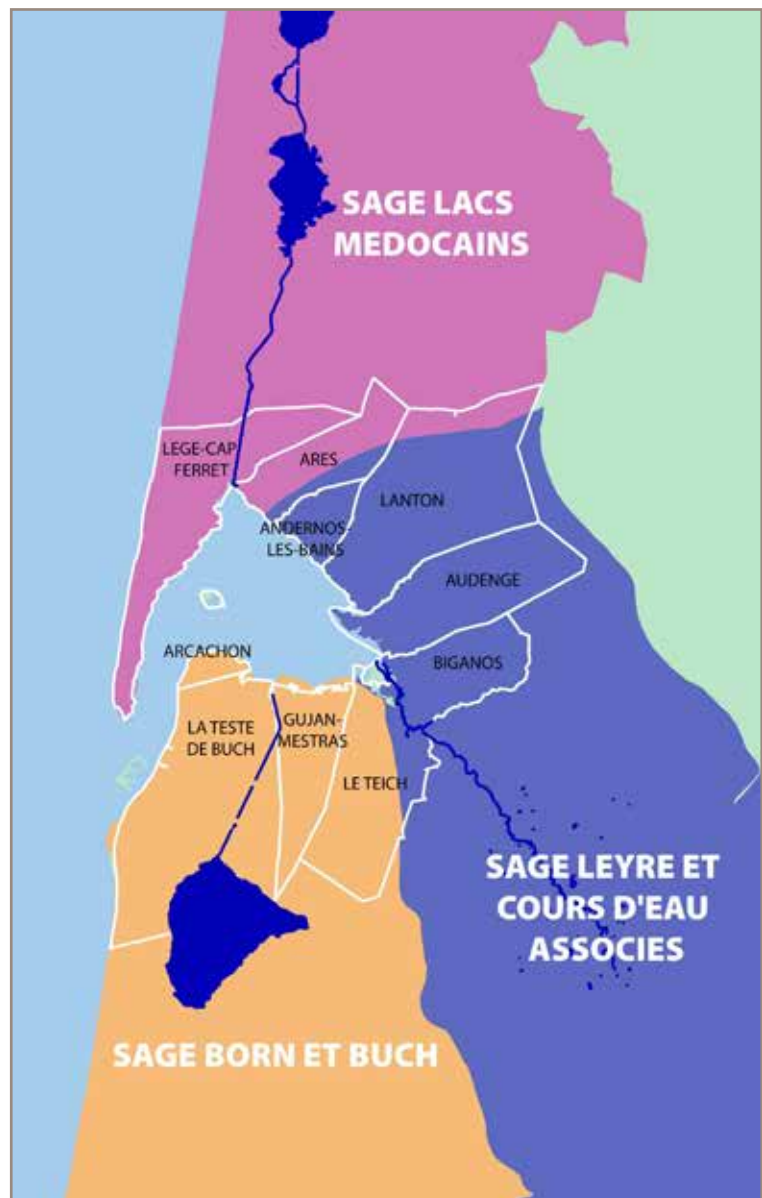 SAGE LACS
MEDOCAINS
LEGE-CAP
FERRET
ARES
LANTON
ANDERNOS-
LES-BAINS
AUDENGE
ARCACHON
BIGANOS
LA TESTE
DE BUCH
GUJAN-
MESTRAS
LE TEICH
SAGE LEYRE ET
COURS D'EAU
ASSOCIES
SAGE BORN ET BUCH